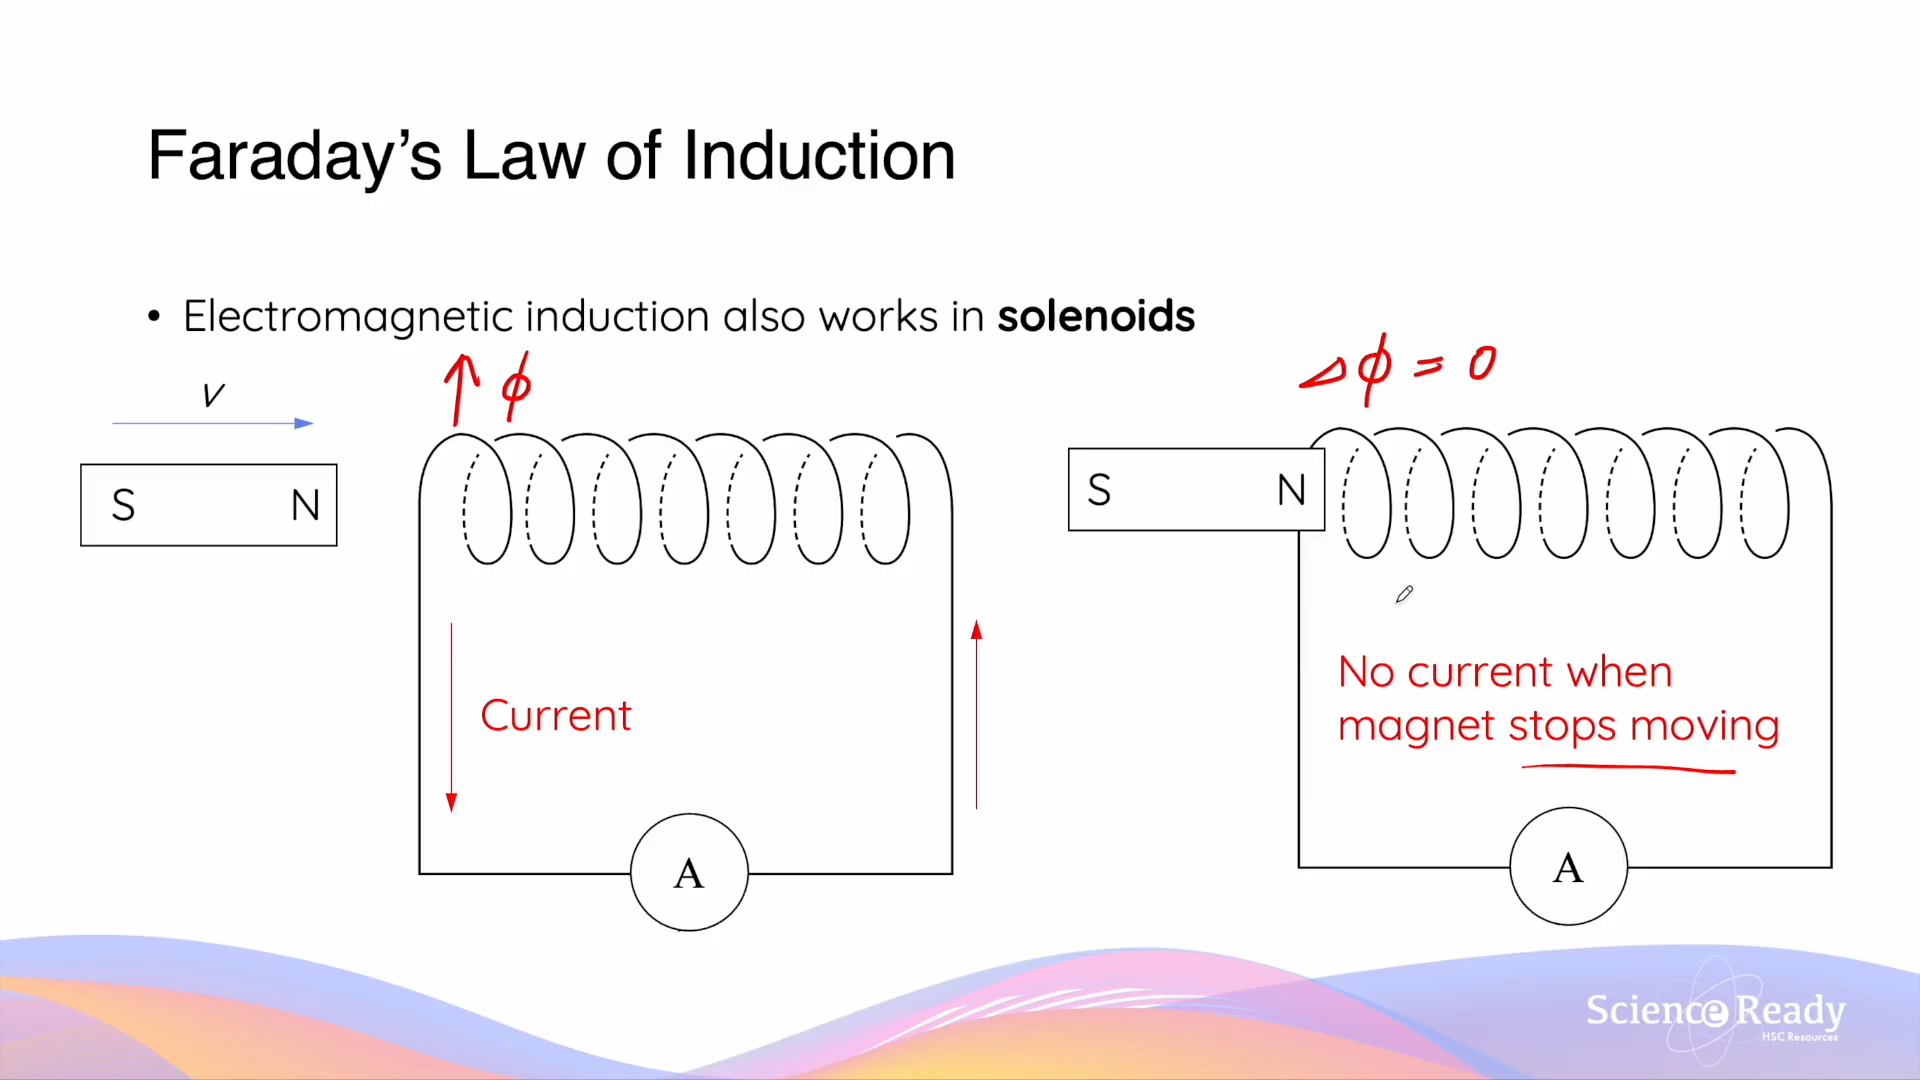 Faraday’s Law of Induction
• Electromagnetic induction also works in solenoids
v
↑ ϕ
Δϕ = 0
S N
S N
Current
No current when
magnet stops moving
A
A
Science Ready
HSC Resources